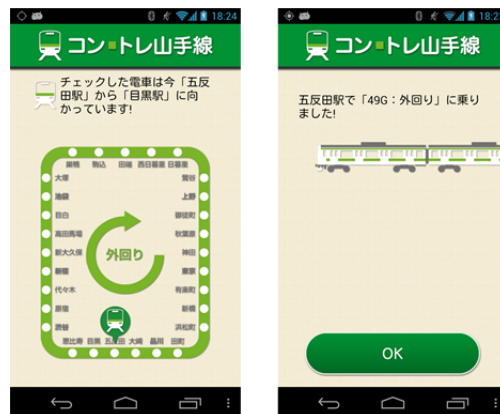 18:24
コン■トレ山手線
チェックした電車は今「五反
田駅」から「目黒駅」に向
かっています!
巣鴨 駒込 田端 西日暮里 日暮里
大塚 鶯谷
池袋 上野
目白 御徒町
高田馬場 秋葉原
外回り
新大久保 神田
新宿 東京
代々木 有楽町
原宿 新橋
渋谷 浜松町
恵比寿 目黒 五反田 大崎 品川 田町
コン■トレ山手線
五反田駅で「49G：外回り」に乗り
ました!
OK